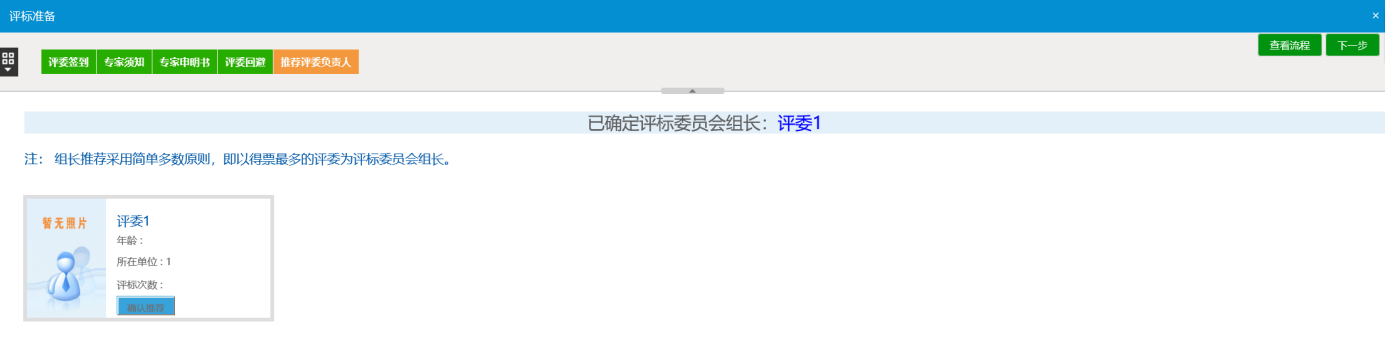 评标准备 ×
查看流程 下一步
评委签到 专家须知 专家申明书 评委回避 推荐评委负责人
已确定评标委员会组长：评委1
注： 组长推荐采用简单多数原则，即以得票最多的评委为评标委员会组长。
暂无照片
评委1
年龄：
所在单位：1
评标次数：
确认推荐